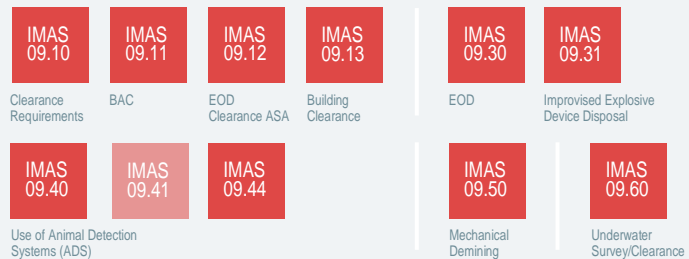 IMAS
09.10
IMAS
09.11
IMAS
09.12
IMAS
09.13
IMAS
09.30
IMAS
09.31
Clearance
Requirements
BAC
EOD
Clearance ASA
Building
Clearance
EOD
Improvised Explosive
Device Disposal
IMAS
09.40
IMAS
09.41
IMAS
09.44
IMAS
09.50
IMAS
09.60
Use of Animal Detection
Systems (ADS)
Mechanical
Demining
Underwater
Survey/Clearance